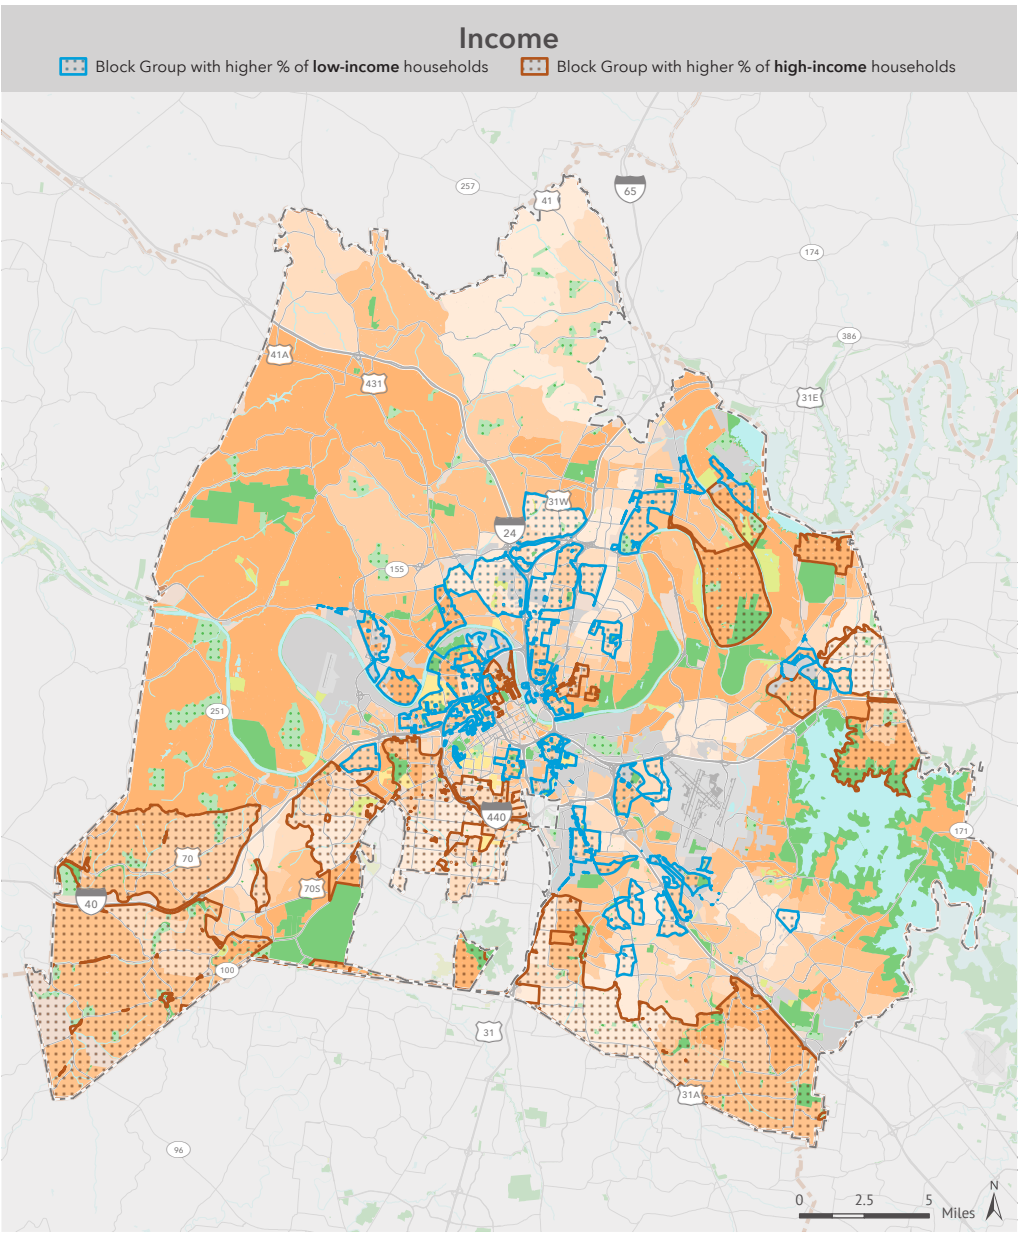 Income
Block Group with higher % of low-income households
Block Group with higher % of high-income households
257
41
65
174
386
41A
431
31E
31W
24
155
251
440
70
171
70S
40
100
31
31A
96
0 2.5 5 Miles
N